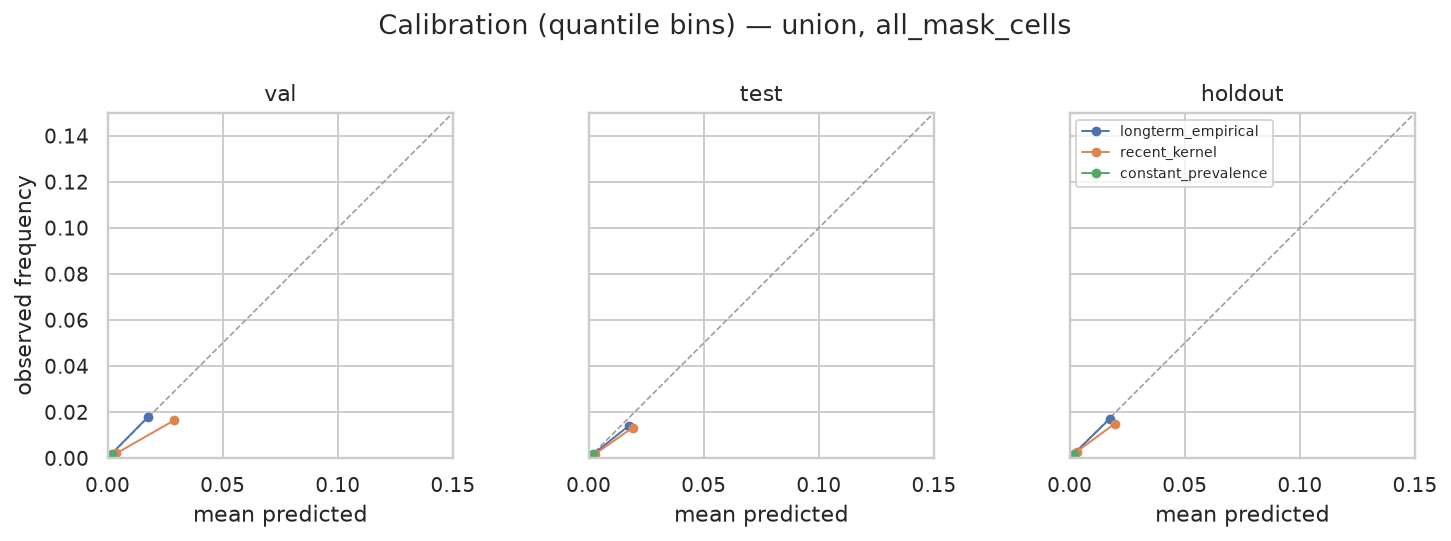 Calibration (quantile bins) — union, all_mask_cells
val
test
holdout
observed frequency
0.14
0.12
0.10
0.08
0.06
0.04
0.02
0.00
longterm_empirical
recent_kernel
constant_prevalence
0.00 0.05 0.10 0.15
0.00 0.05 0.10 0.15
0.00 0.05 0.10 0.15
mean predicted
mean predicted
mean predicted